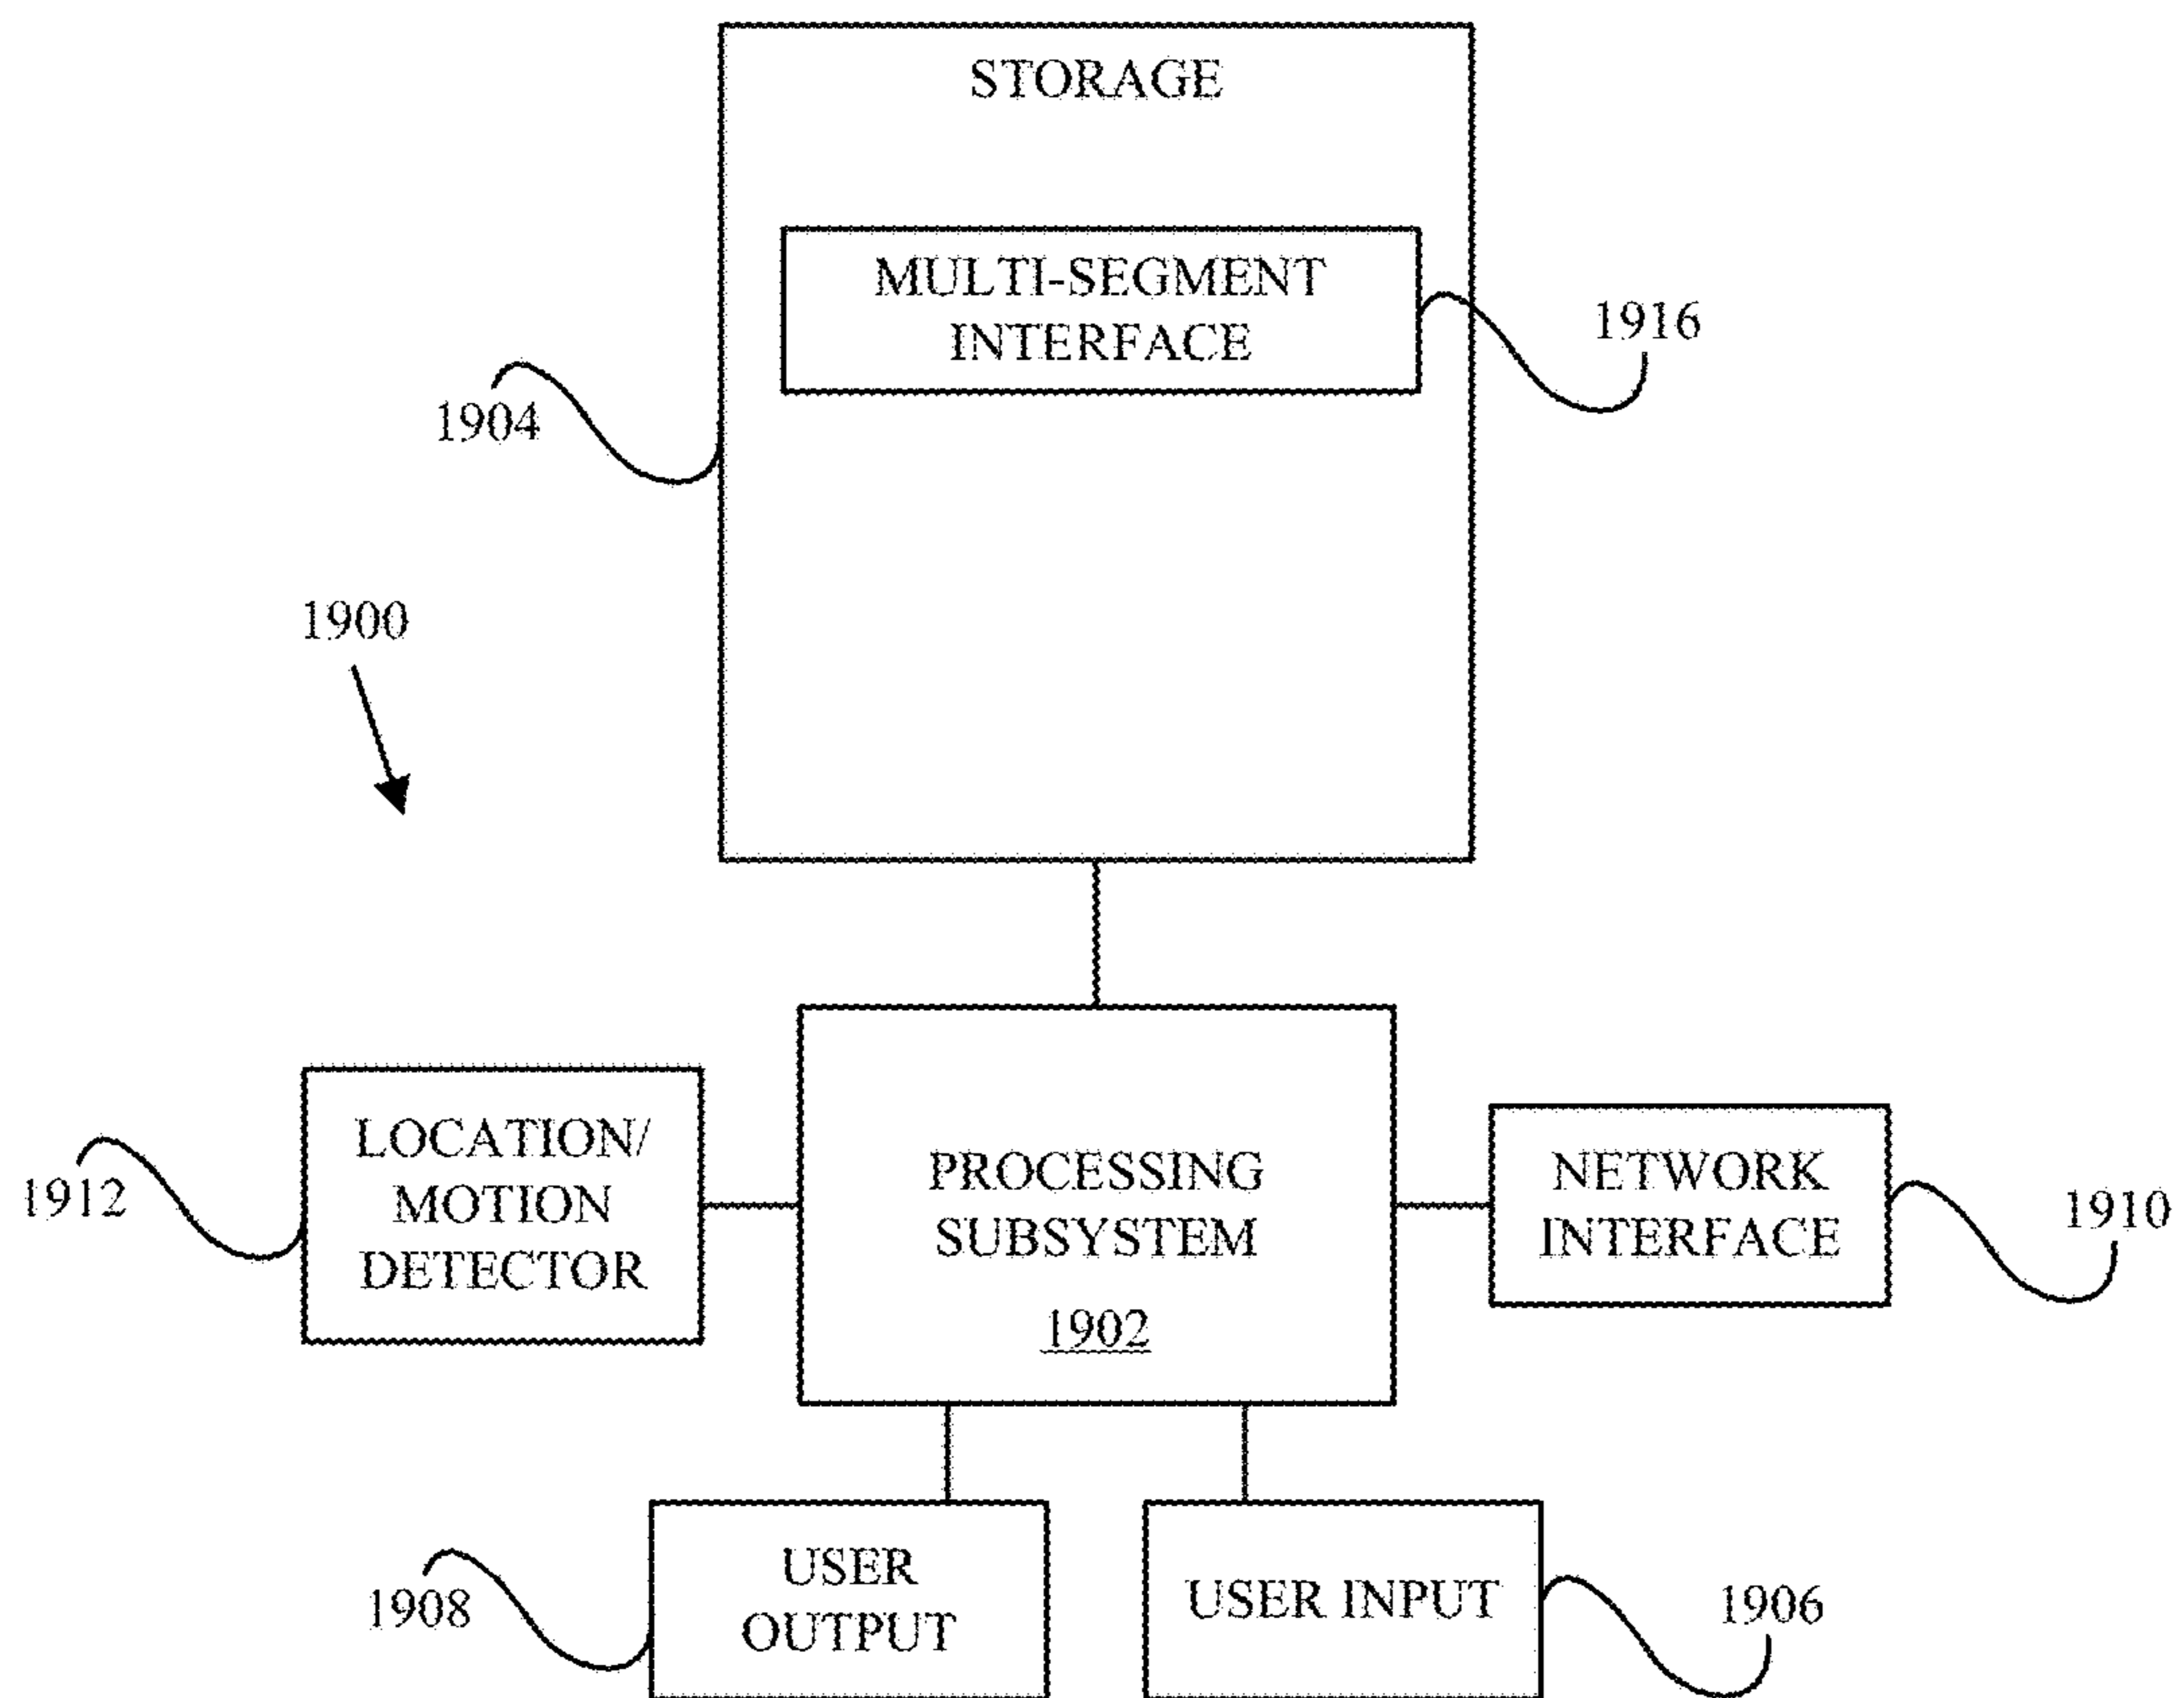 STORAGE
MULTI-SEGMENT
INTERFACE
1916
1904
1900
LOCATION/
MOTION
DETECTOR
1912
PROCESSING
SUBSYSTEM
1902
NETWORK
INTERFACE
1910
USER
OUTPUT
1908
USER INPUT
1906